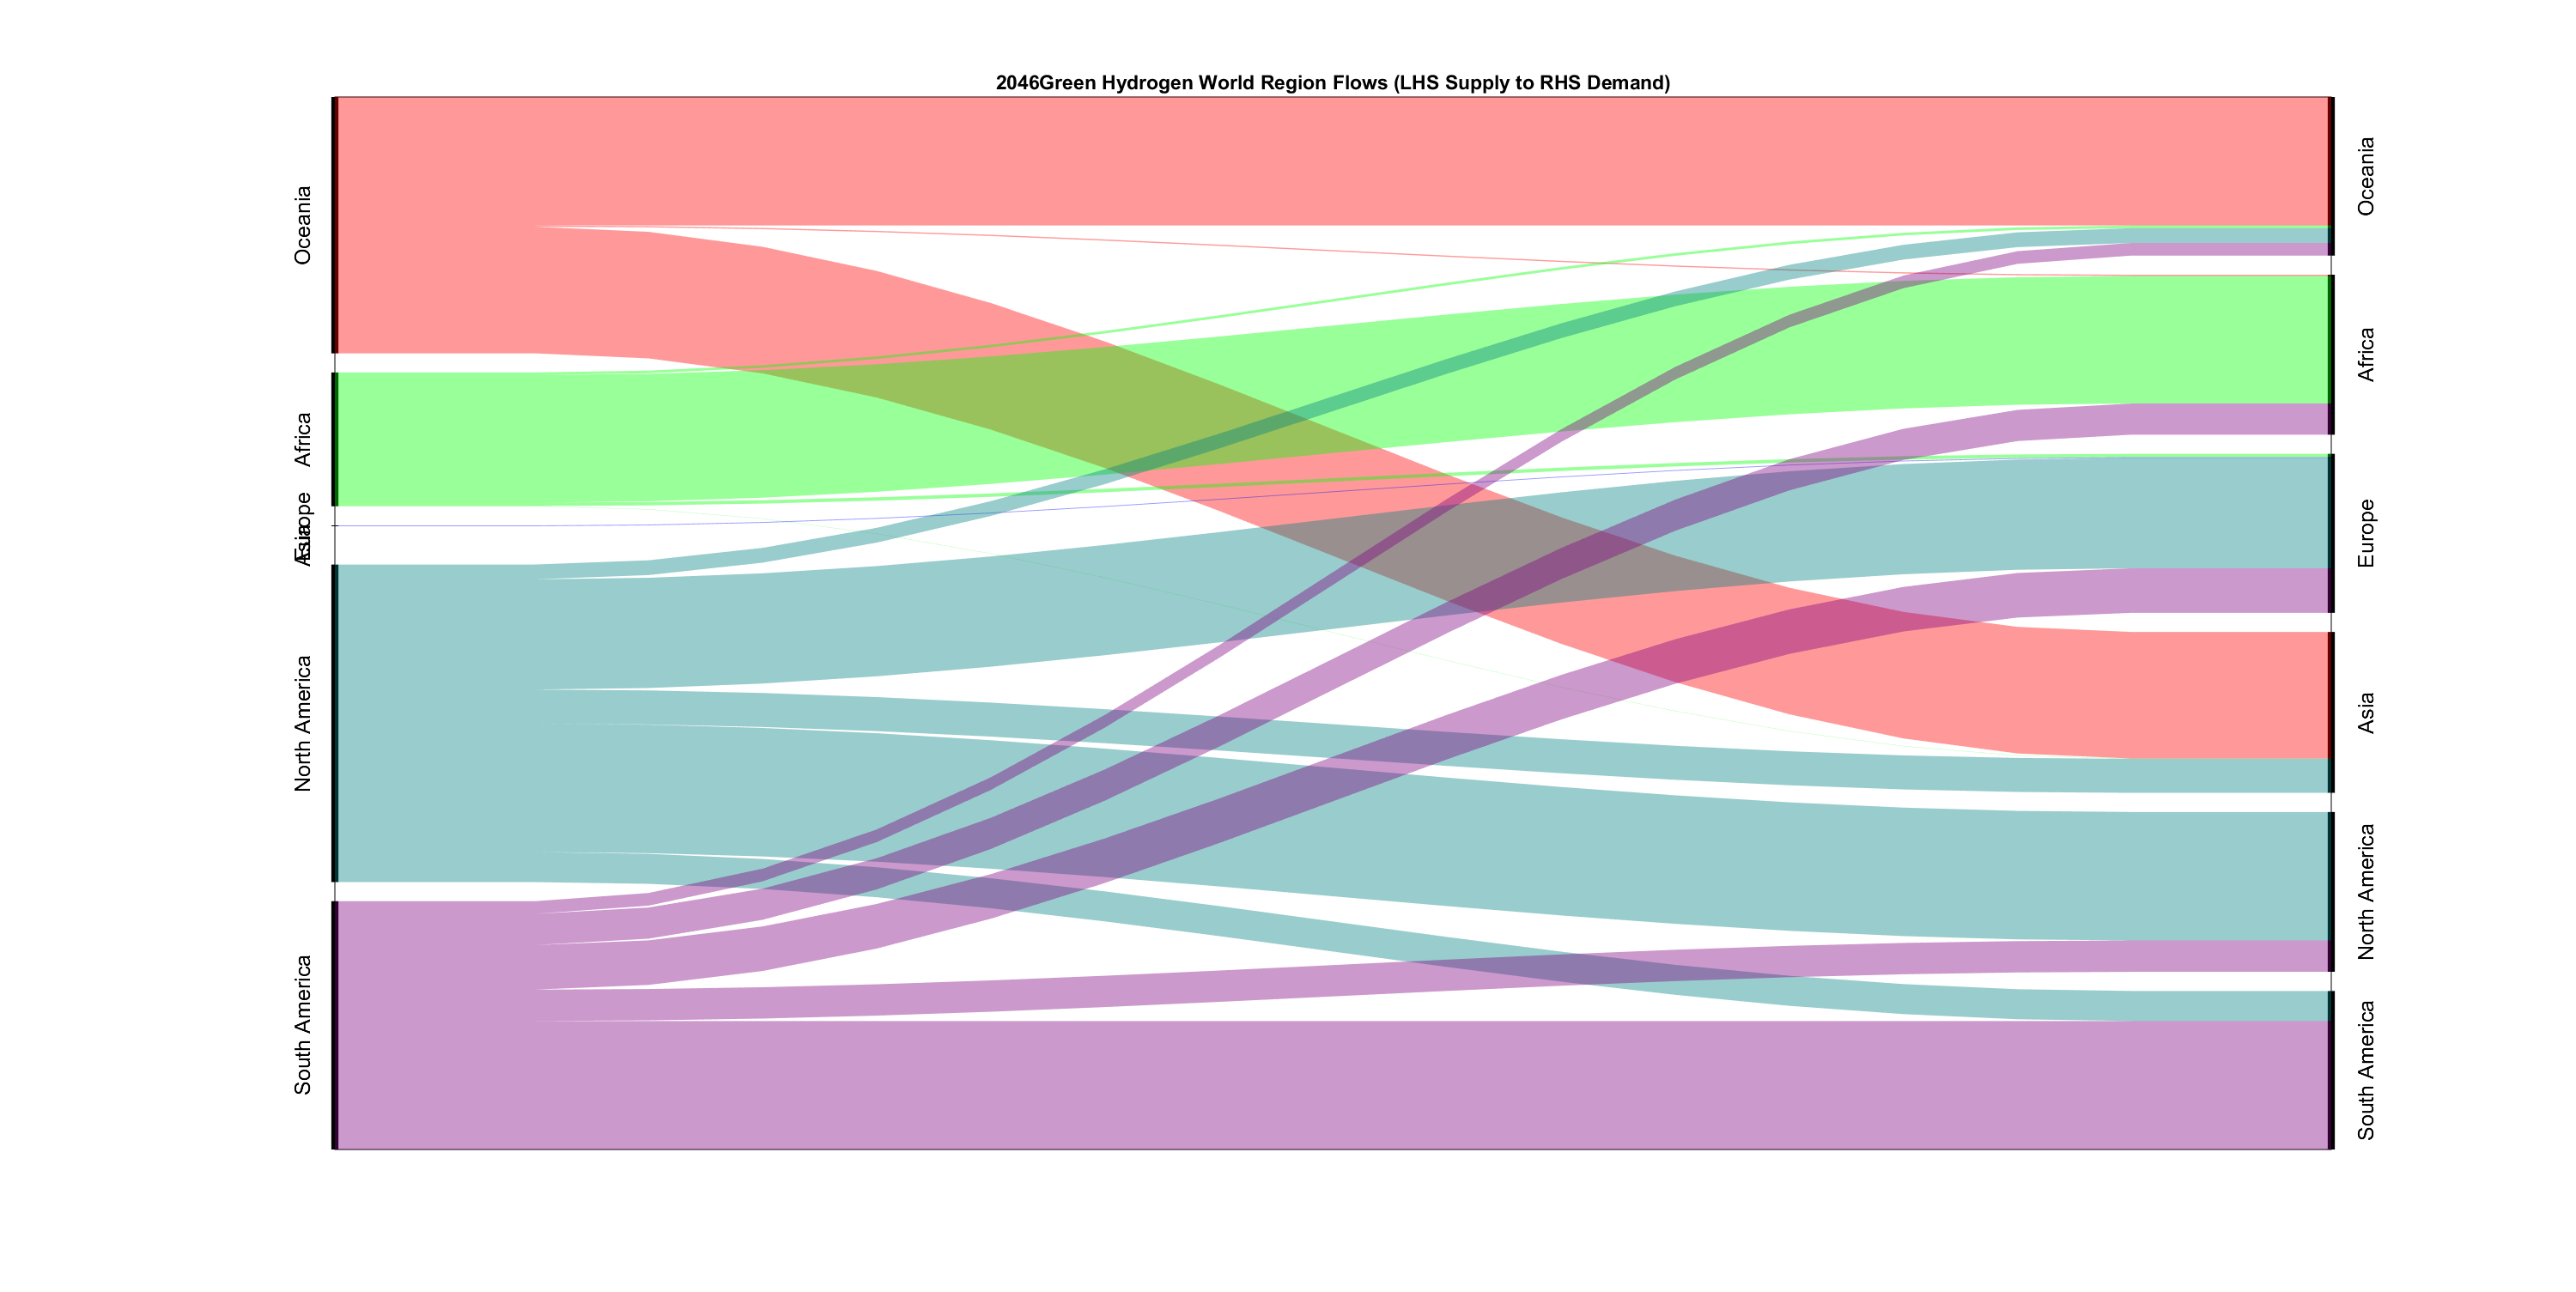 2046Green Hydrogen World Region Flows (LHS Supply to RHS Demand)
Oceania
Africa
Europe
Asia
North America
South America
Oceania
Africa
Europe
Asia
North America
South America